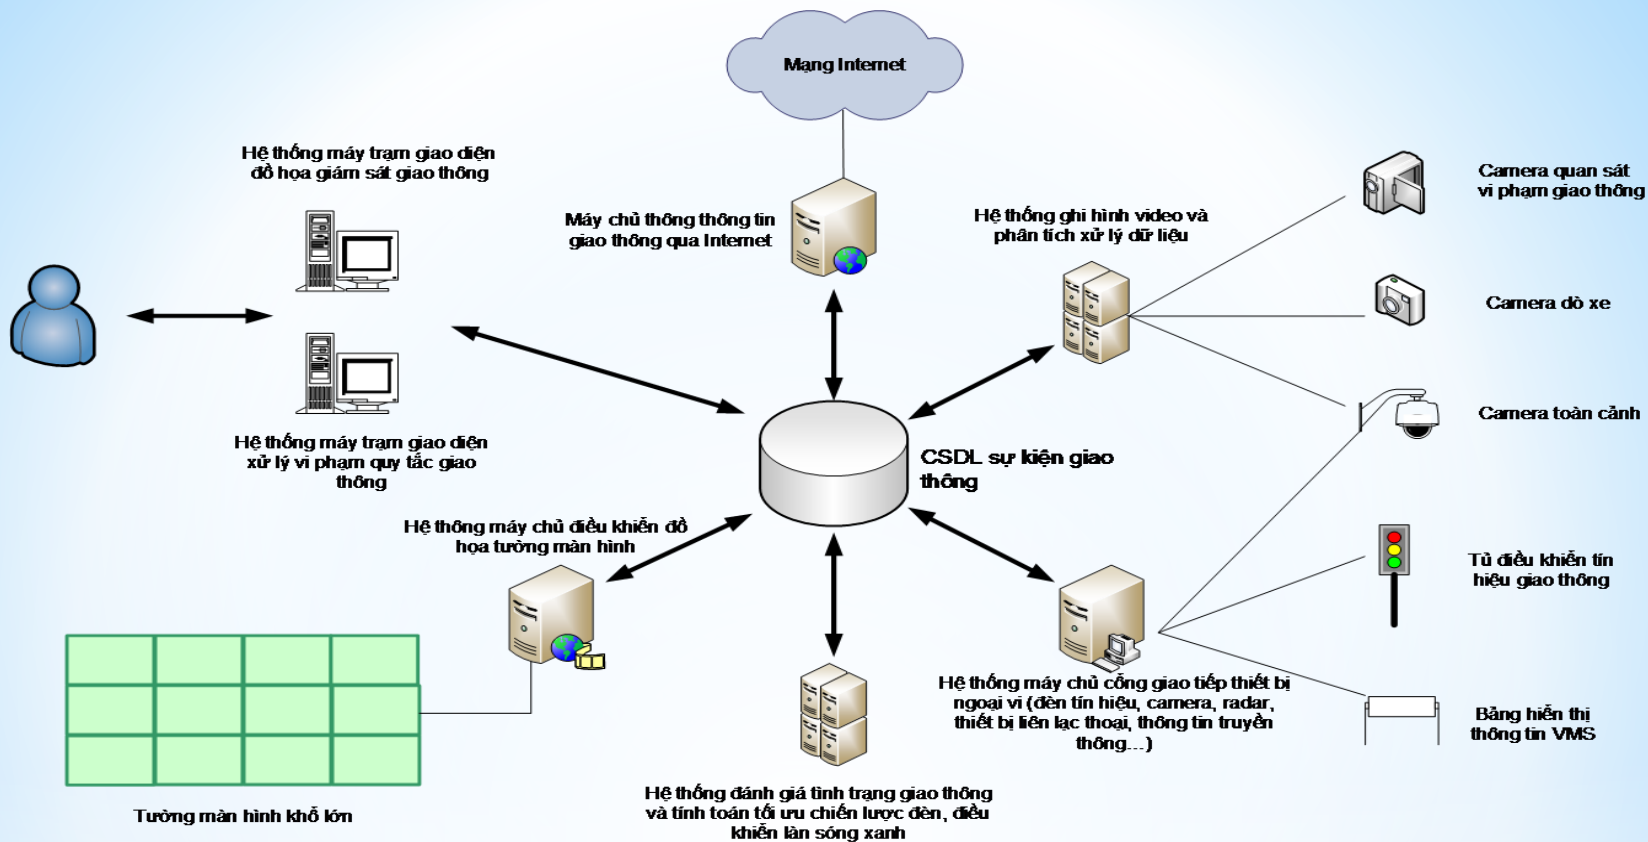 Mạng Internet
Hệ thống máy trạm giao diện
đồ họa giám sát giao thông
Máy chủ thông thông tin
giao thông qua Internet
Hệ thống ghi hình video và
phân tích xử lý dữ liệu
Camera quan sát
vi phạm giao thông
Camera dò xe
Camera toàn cảnh
Hệ thống máy trạm giao diện
xử lý vi phạm quy tắc giao
thông
CSDL sự kiện giao
thông
Hệ thông máy chủ điều khiển đồ
họa tường màn hình
Tủ điều khiển tín
hiệu giao thông
Hệ thống máy chủ cổng giao tiếp thiết bị
ngoại vi (đèn tín hiệu, camera, radar,
thiết bị liên lạc thoại, thông tin truyền
thông...)
Bảng hiển thị
thông tin VMS
Hệ thống đánh giá tình trạng giao thông
và tính toán tối ưu chiến lược đèn, điều
khiển làn sóng xanh
Tường màn hình khổ lớn